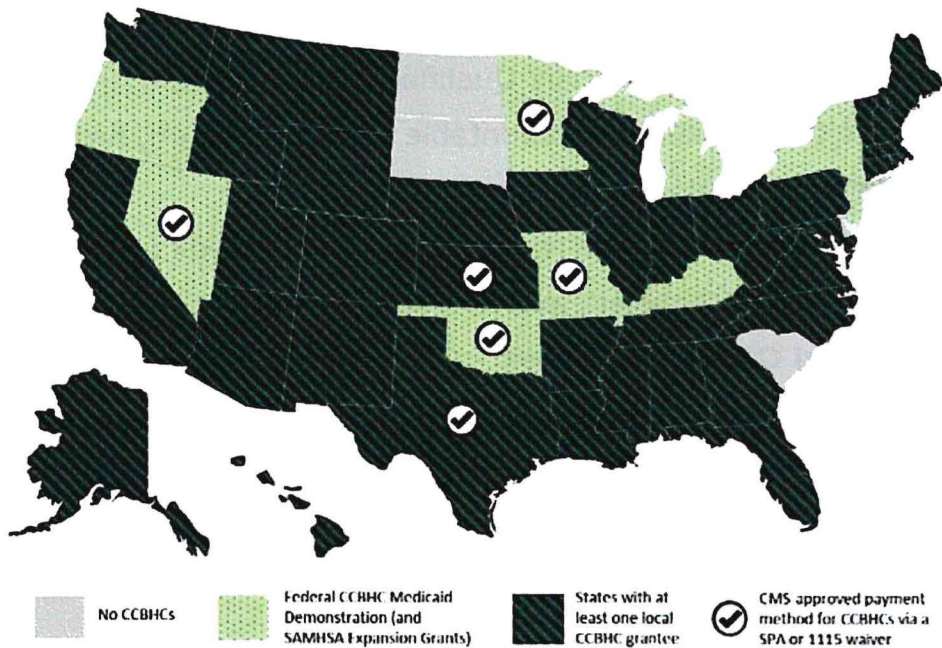 No CCBHCs
Federal CCBHC Medicaid
Demonstration (and
SAMHSA Expansion Grants)
States with at
least one local
CCBHC grantee
CMS approved payment
method for CCBHCs via a
SPA or 1115 waiver